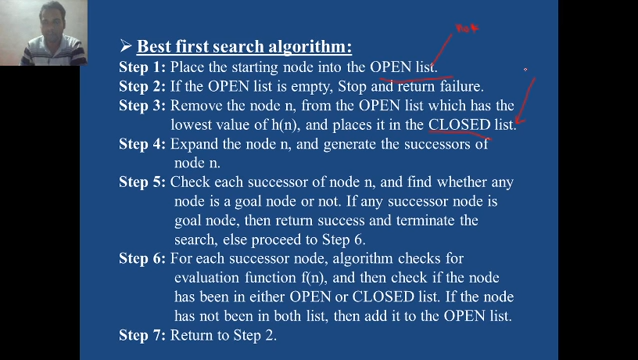 ➢ Best first search algorithm:
Step 1: Place the starting node into the OPEN list.
Step 2: If the OPEN list is empty, Stop and return failure.
Step 3: Remove the node n, from the OPEN list which has the
lowest value of h(n), and places it in the CLOSED list.
Step 4: Expand the node n, and generate the successors of
node n.
Step 5: Check each successor of node n, and find whether any
node is a goal node or not. If any successor node is
goal node, then return success and terminate the
search, else proceed to Step 6.
Step 6: For each successor node, algorithm checks for
evaluation function f(n), and then check if the node
has been in either OPEN or CLOSED list. If the node
has not been in both list, then add it to the OPEN list.
Step 7: Return to Step 2.